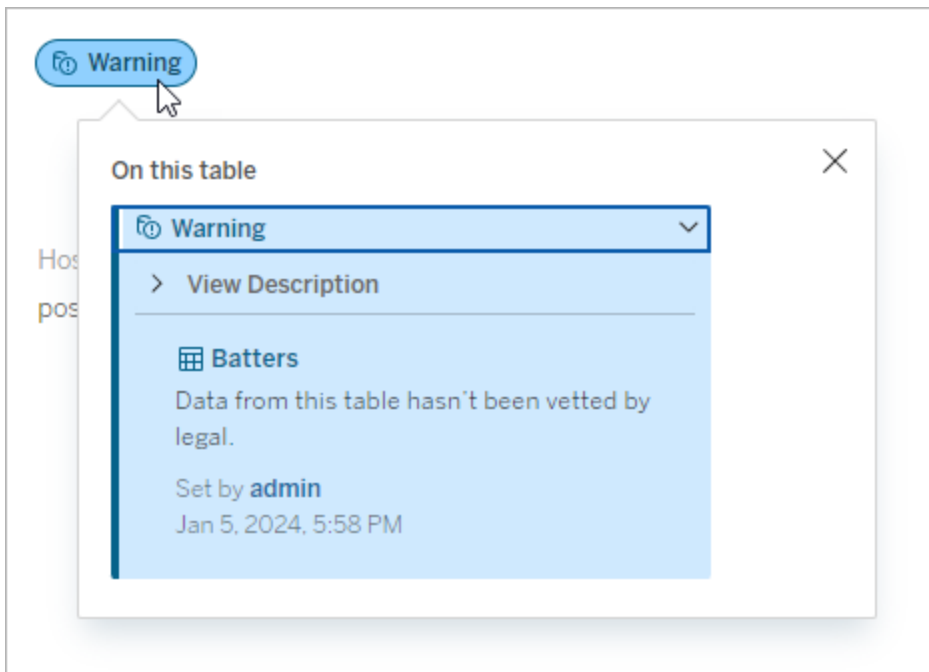 Warning
On this table
Warning
View Description
Batters
Data from this table hasn't been vetted by
legal.
Set by admin
Jan 5, 2024, 5:58 PM